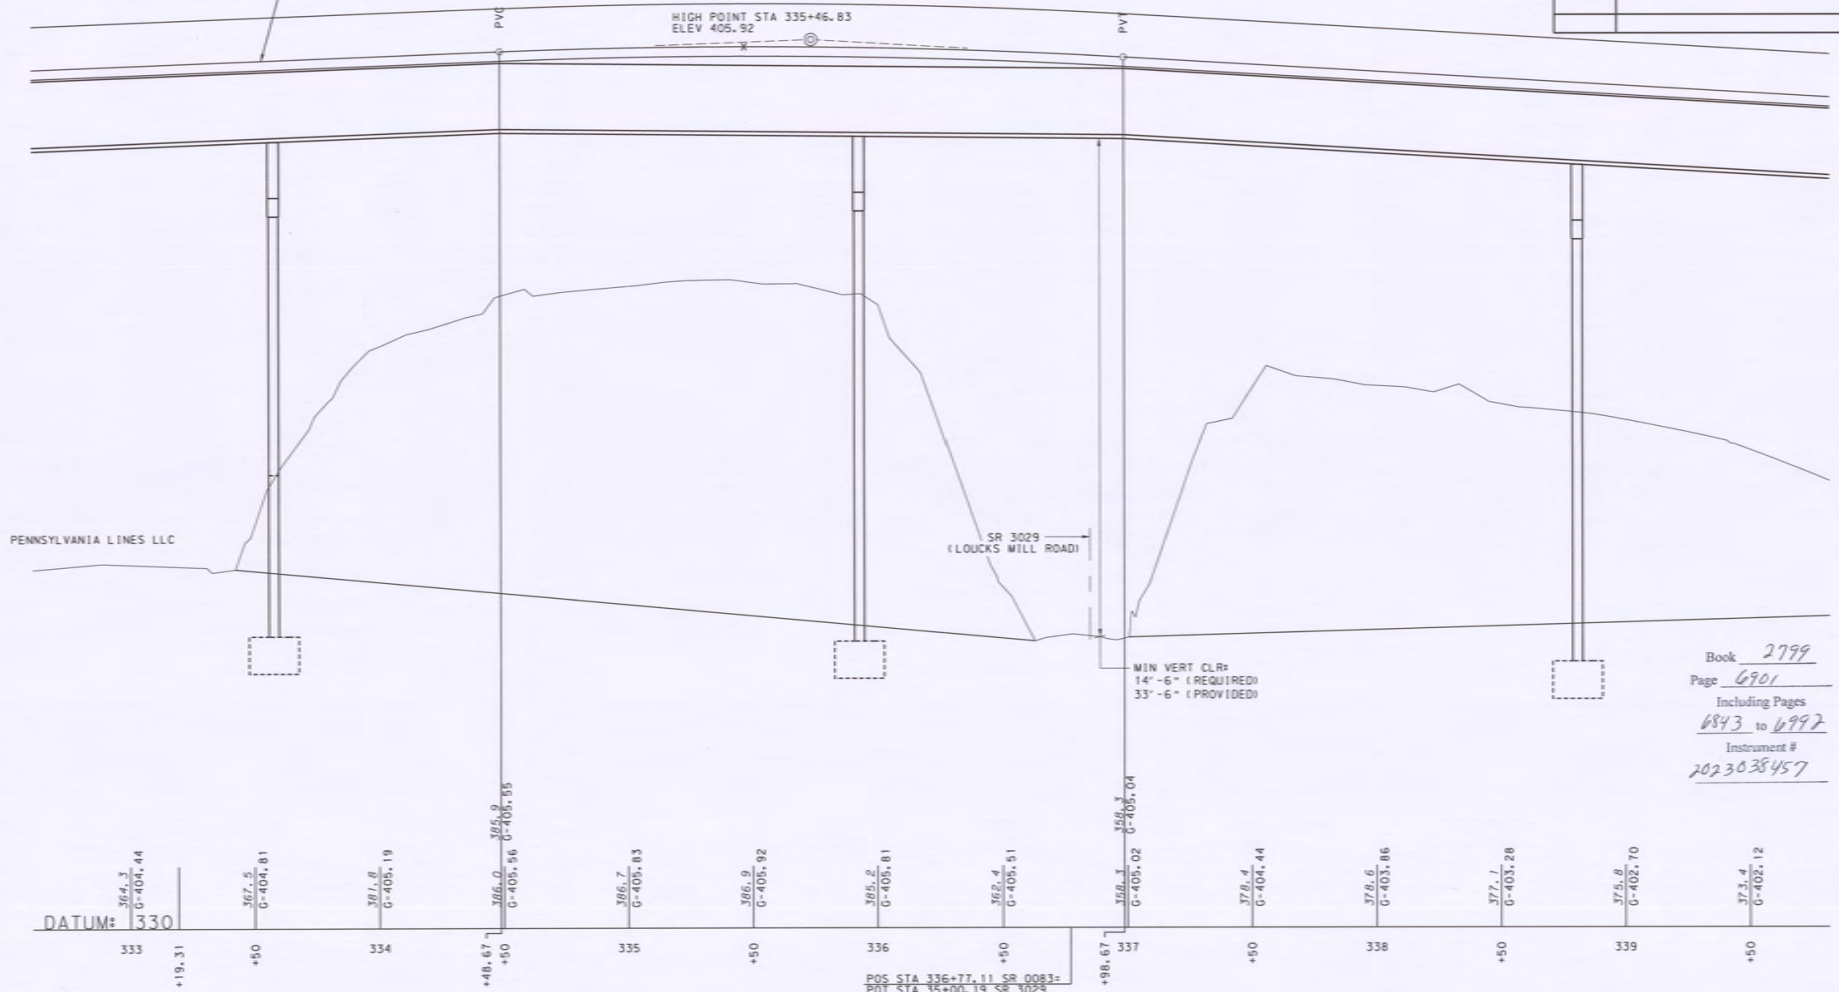 PVC
HIGH POINT STA 335+46.83
ELEV 405.92
PVT
PENNSYLVANIA LINES LLC
SR 3029
(LOUCKS MILL ROAD)
MIN VERT CLR:
14'-6" (REQUIRED)
33'-6" (PROVIDED)
Book 2799
Page 6901
Including Pages
6843 to 6992
Instrument #
2023038457
385.9
G-405.55
358.3
G-405.04
364.3
G-404.44
367.5
G-404.81
381.8
G-405.19
386.0
G-405.56
386.7
G-405.83
386.9
G-405.92
385.2
G-405.81
362.4
G-405.51
358.3
G-405.02
378.4
G-404.44
378.6
G-403.86
377.1
G-403.28
375.8
G-402.70
373.4
G-402.12
DATUM: 330
333
+19.31
+50
334
+48.67
+50
335
+50
336
+50
+98.67
337
+50
338
+50
339
+50
POS STA 336+77.11 SR 0083=
POT STA 35+00.19 SR 3029